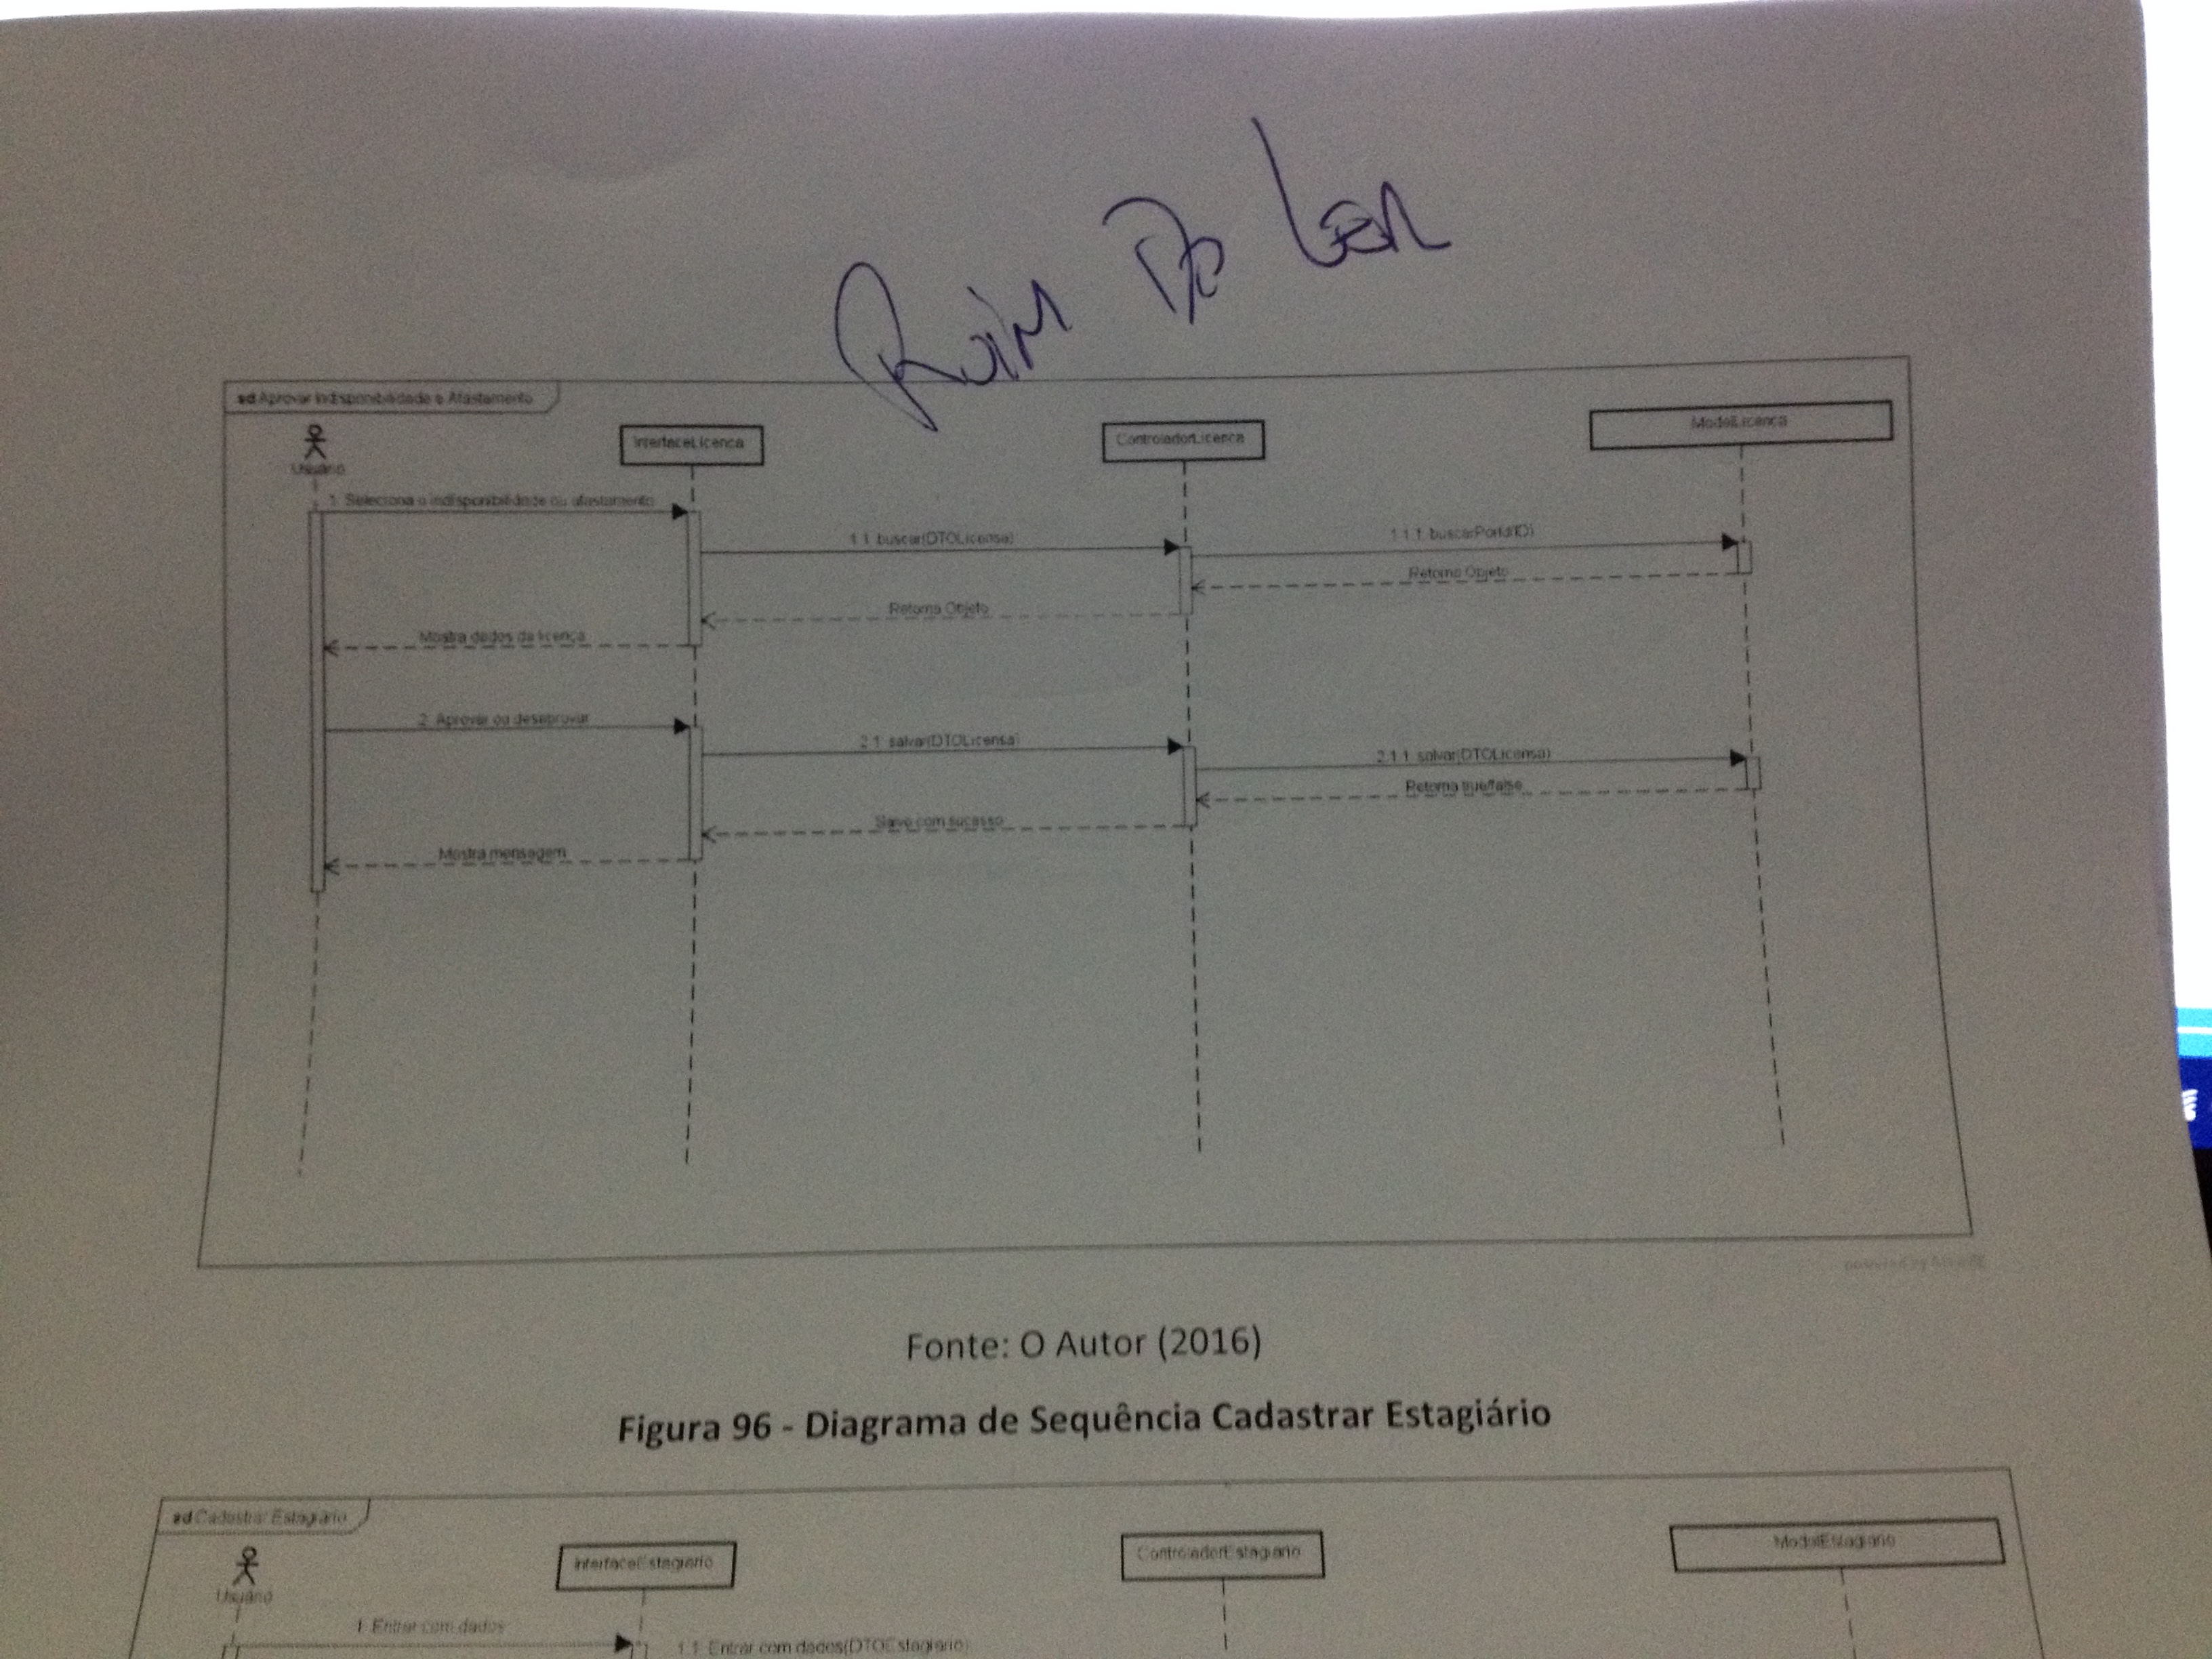 Ruim De Ler
sd Aprovar Indisponibilidade e Afastamento
Usuário
InterfaceLicenca
ControladorLicenca
ModelLicenca
1. Seleciona a indisponibilidade ou afastamento
1.1. buscar(DTOLicensa)
1.1.1. buscarPorId(ID)
Retorna Objeto
Retorna Objeto
Mostra dados da licença
2. Aprovar ou desaprovar
2.1. salvar(DTOLicensa)
2.1.1. salvar(DTOLicensa)
Retorna true/false
Salvo com sucesso
Mostra mensagem
powered by
Fonte: O Autor (2016)
Figura 96 - Diagrama de Sequência Cadastrar Estagiário
sd Cadastrar Estagiário
Usuário
InterfaceEstagiario
ControladorEstagiario
ModelEstagiario
1. Entrar com dados
1.1. Entrar com dados(DTOEstagiario)